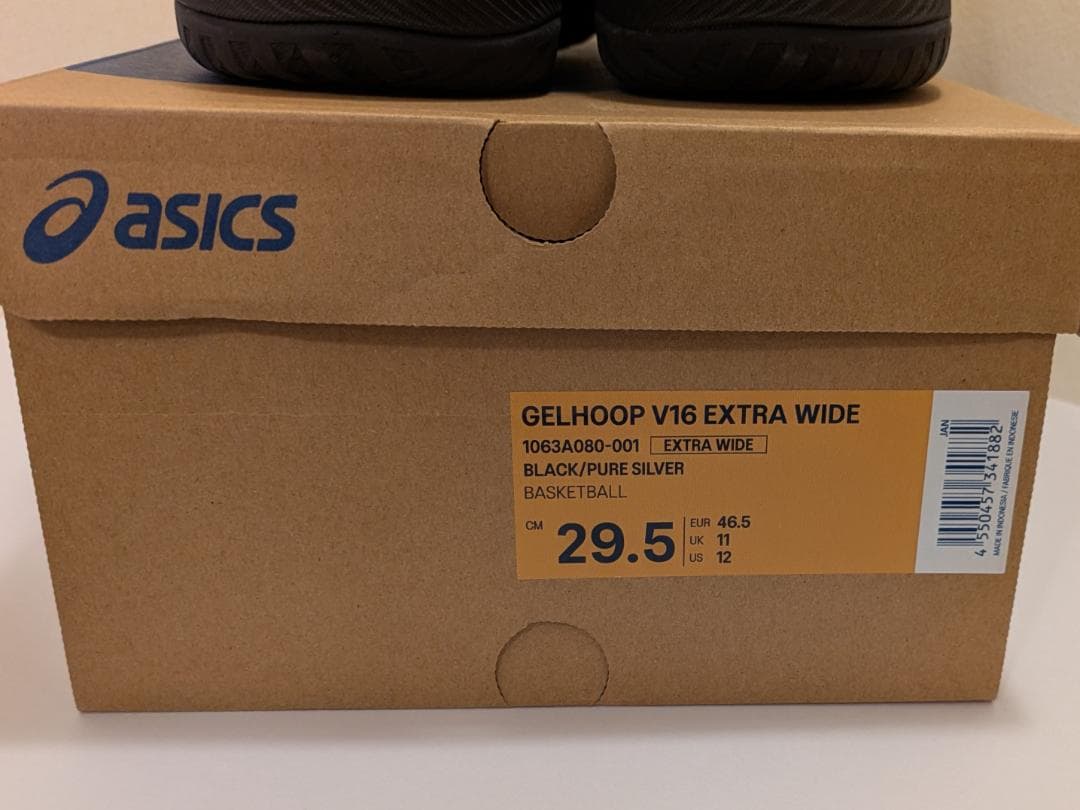 asics
GELHOOP V16 EXTRA WIDE
1063A080-001 EXTRA WIDE
BLACK/PURE SILVER
BASKETBALL
CM 29.5
EUR 46.5
UK 11
US 12
JAN
4 550457 341882
MADE IN INDONESIA / FABRIQUE EN INDONESIE